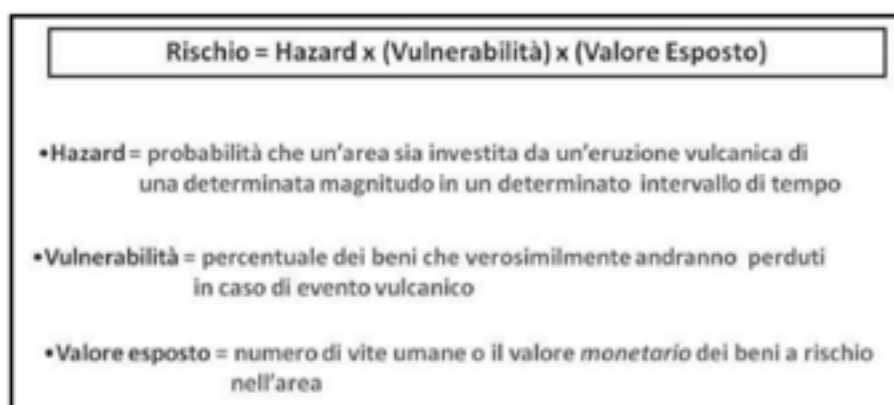 Rischio = Hazard x (Vulnerabilità) x (Valore Esposto)
•Hazard = probabilità che un'area sia investita da un'eruzione vulcanica di
una determinata magnitudo in un determinato intervallo di tempo
•Vulnerabilità = percentuale dei beni che verosimilmente andranno perduti
in caso di evento vulcanico
•Valore esposto = numero di vite umane o il valore monetario dei beni a rischio
nell'area